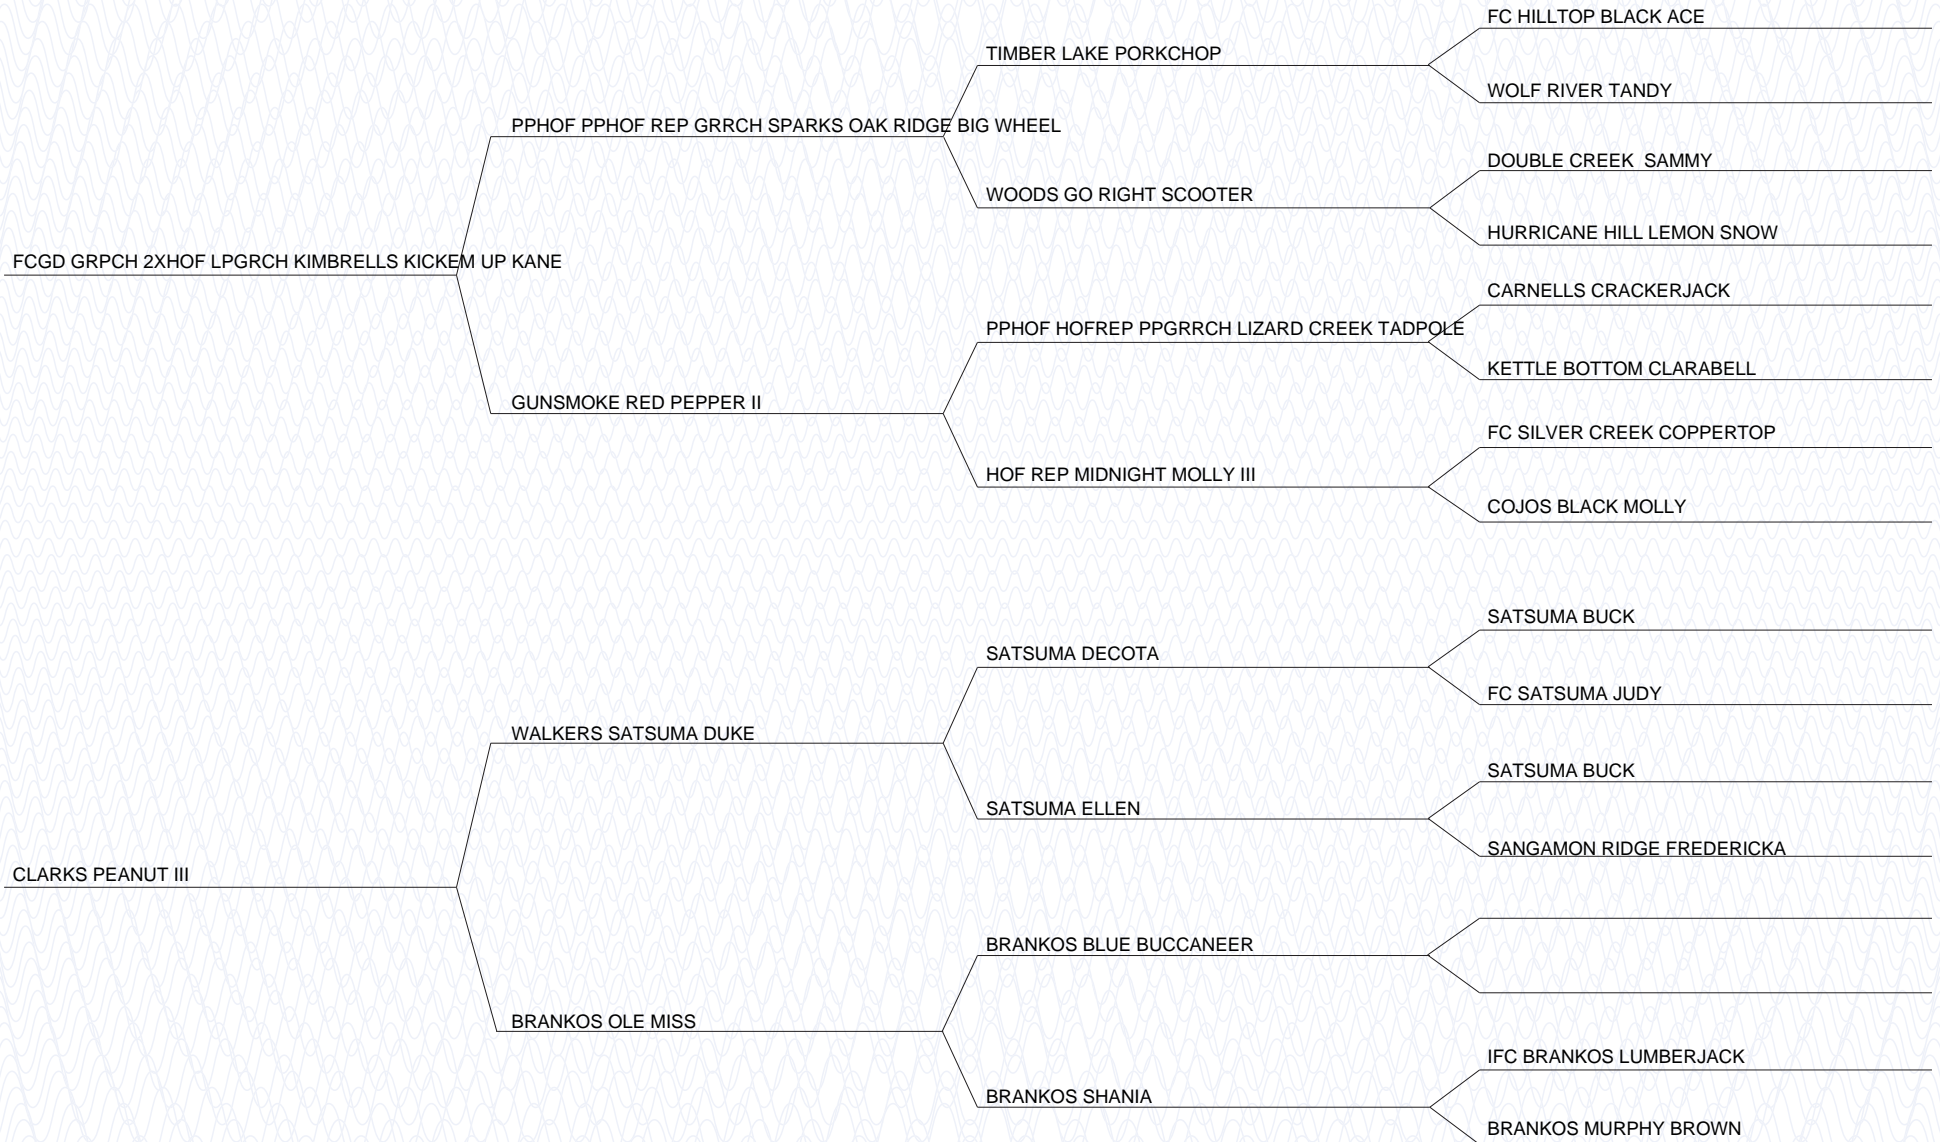 FC HILLTOP BLACK ACE
TIMBER LAKE PORKCHOP
WOLF RIVER TANDY
PPHOF PPHOF REP GRRCH SPARKS OAK RIDGE BIG WHEEL
DOUBLE CREEK  SAMMY
WOODS GO RIGHT SCOOTER
HURRICANE HILL LEMON SNOW
FCGD GRPCH 2XHOF LPGRCH KIMBRELLS KICKEM UP KANE
CARNELLS CRACKERJACK
PPHOF HOFREP PPGRRCH LIZARD CREEK TADPOLE
KETTLE BOTTOM CLARABELL
GUNSMOKE RED PEPPER II
FC SILVER CREEK COPPERTOP
HOF REP MIDNIGHT MOLLY III
COJOS BLACK MOLLY
SATSUMA BUCK
SATSUMA DECOTA
FC SATSUMA JUDY
WALKERS SATSUMA DUKE
SATSUMA BUCK
SATSUMA ELLEN
SANGAMON RIDGE FREDERICKA
CLARKS PEANUT III
BRANKOS BLUE BUCCANEER
BRANKOS OLE MISS
IFC BRANKOS LUMBERJACK
BRANKOS SHANIA
BRANKOS MURPHY BROWN